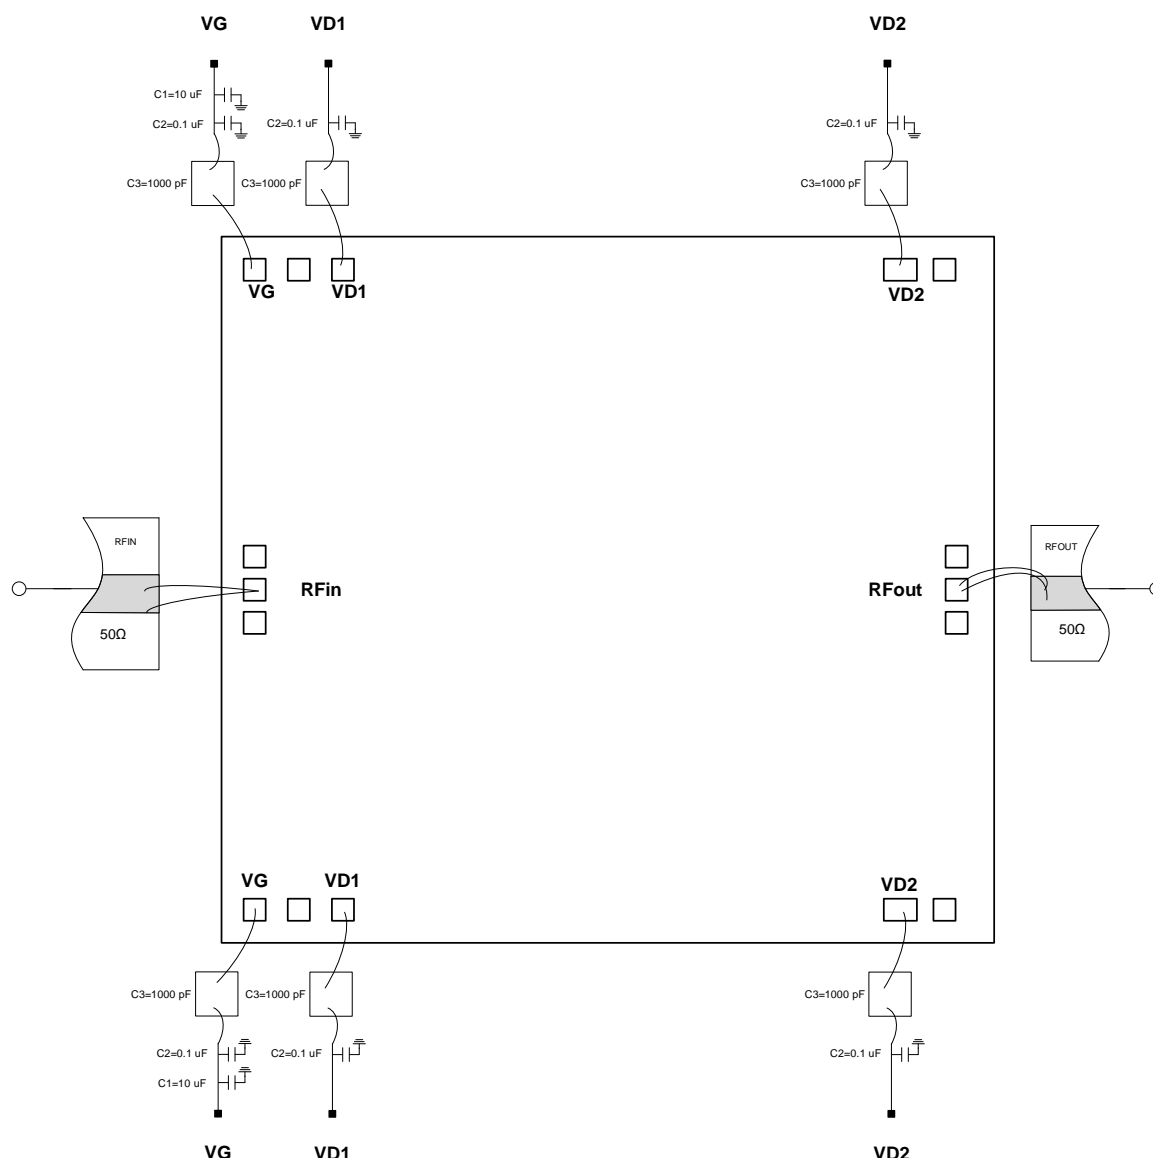 VG VD1 VD2
C1=10 uF
C2=0.1 uF C2=0.1 uF C2=0.1 uF
C3=1000 pF C3=1000 pF C3=1000 pF
VG VD1 VD2
RFIN RFOUT
RFin RFout
50Ω 50Ω
VG VD1 VD2
C3=1000 pF C3=1000 pF C3=1000 pF
C2=0.1 uF C2=0.1 uF C2=0.1 uF
C1=10 uF
VG VD1 VD2